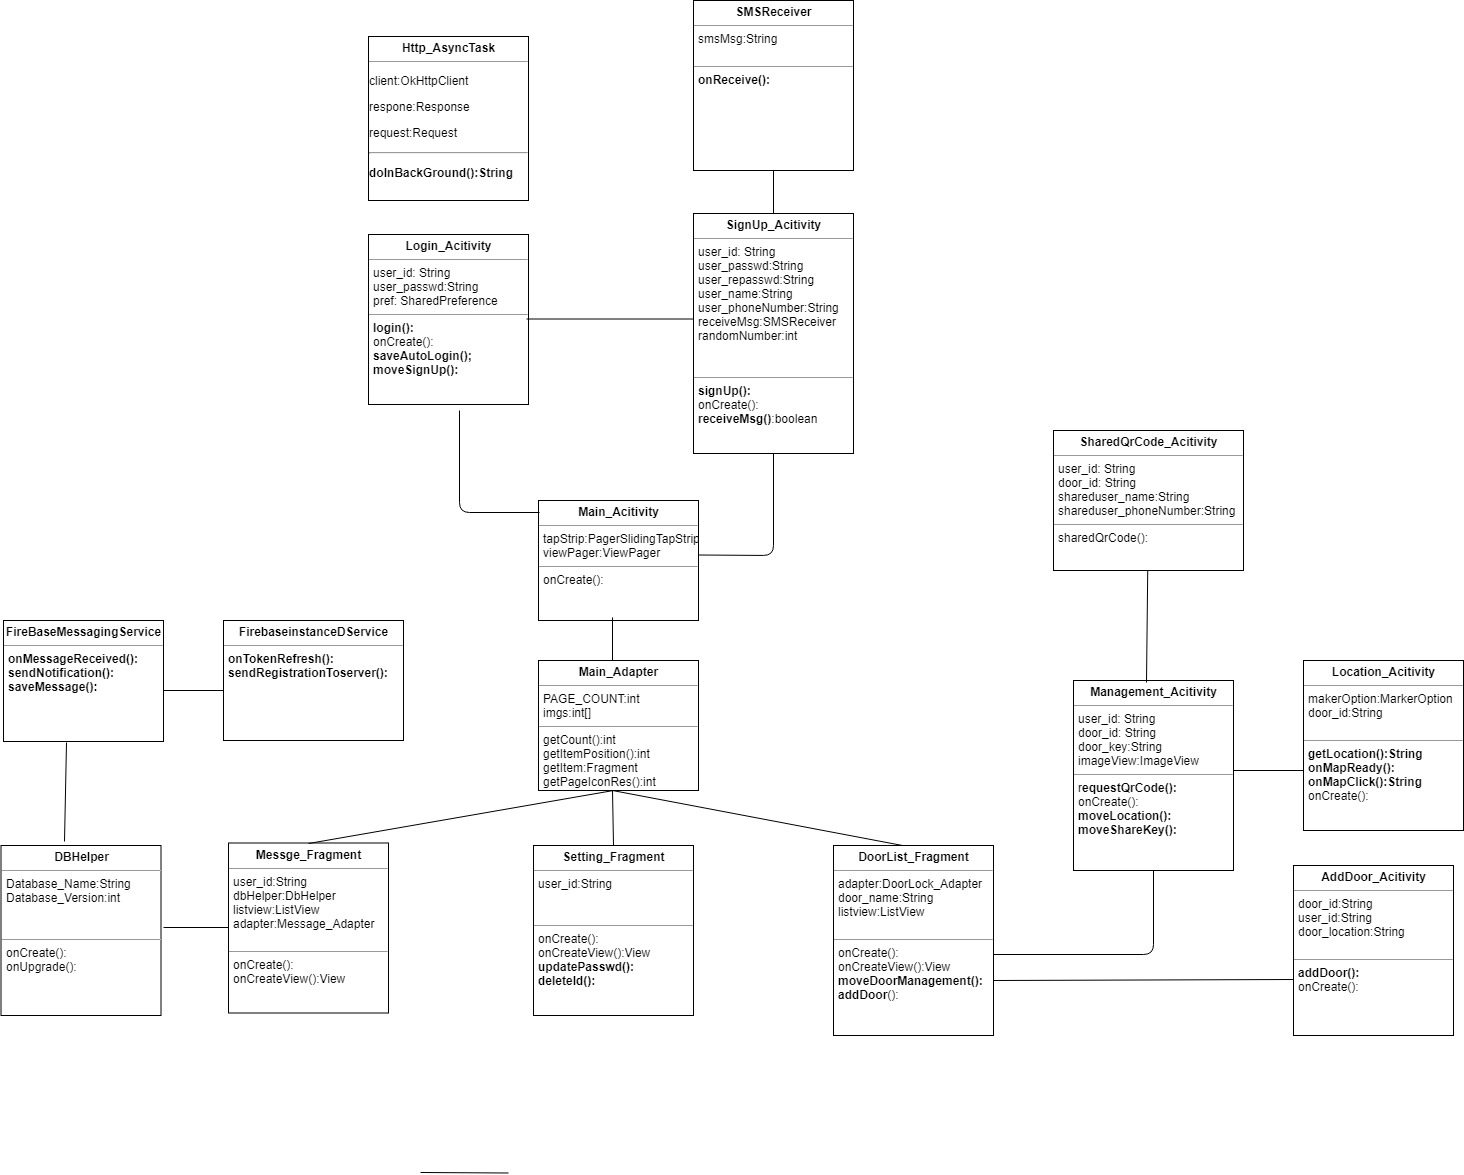 SMSReceiver
smsMsg:String
onReceive():
Http_AsyncTask
client:OkHttpClient
respone:Response
request:Request
doInBackGround():String
SignUp_Acitivity
user_id: String
user_passwd:String
user_repasswd:String
user_name:String
user_phoneNumber:String
receiveMsg:SMSReceiver
randomNumber:int
signUp():
onCreate():
receiveMsg():boolean
Login_Acitivity
user_id: String
user_passwd:String
pref: SharedPreference
login():
onCreate():
saveAutoLogin();
moveSignUp():
SharedQrCode_Acitivity
user_id: String
door_id: String
shareduser_name:String
shareduser_phoneNumber:String
sharedQrCode():
Main_Acitivity
tapStrip:PagerSlidingTapStrip
viewPager:ViewPager
onCreate():
FireBaseMessagingService
onMessageReceived():
sendNotification():
saveMessage():
FirebaseinstanceDService
onTokenRefresh():
sendRegistrationToserver():
Main_Adapter
PAGE_COUNT:int
imgs:int[]
getCount():int
getItemPosition():int
getItem:Fragment
getPageIconRes():int
Management_Acitivity
user_id: String
door_id: String
door_key:String
imageView:ImageView
requestQrCode():
onCreate():
moveLocation():
moveShareKey():
Location_Acitivity
makerOption:MarkerOption
door_id:String
getLocation():String
onMapReady():
onMapClick():String
onCreate():
DBHelper
Database_Name:String
Database_Version:int
onCreate():
onUpgrade():
Messge_Fragment
user_id:String
dbHelper:DbHelper
listview:ListView
adapter:Message_Adapter
onCreate():
onCreateView():View
Setting_Fragment
user_id:String
onCreate():
onCreateView():View
updatePasswd():
deleteId():
DoorList_Fragment
adapter:DoorLock_Adapter
door_name:String
listview:ListView
onCreate():
onCreateView():View
moveDoorManagement():
addDoor():
AddDoor_Acitivity
door_id:String
user_id:String
door_location:String
addDoor():
onCreate():